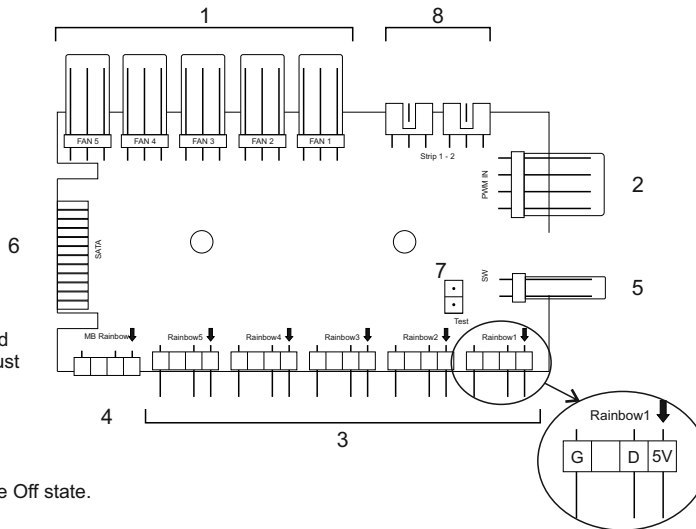 1
8
FAN 5
FAN 4
FAN 3
FAN 2
FAN 1
Strip 1 - 2
PWM IN
2
6
SATA
7
SW
5
Test
MB Rainbow
Rainbow5
Rainbow4
Rainbow3
Rainbow2
Rainbow1
4
3
Rainbow1
G
D
5V
e Off state.